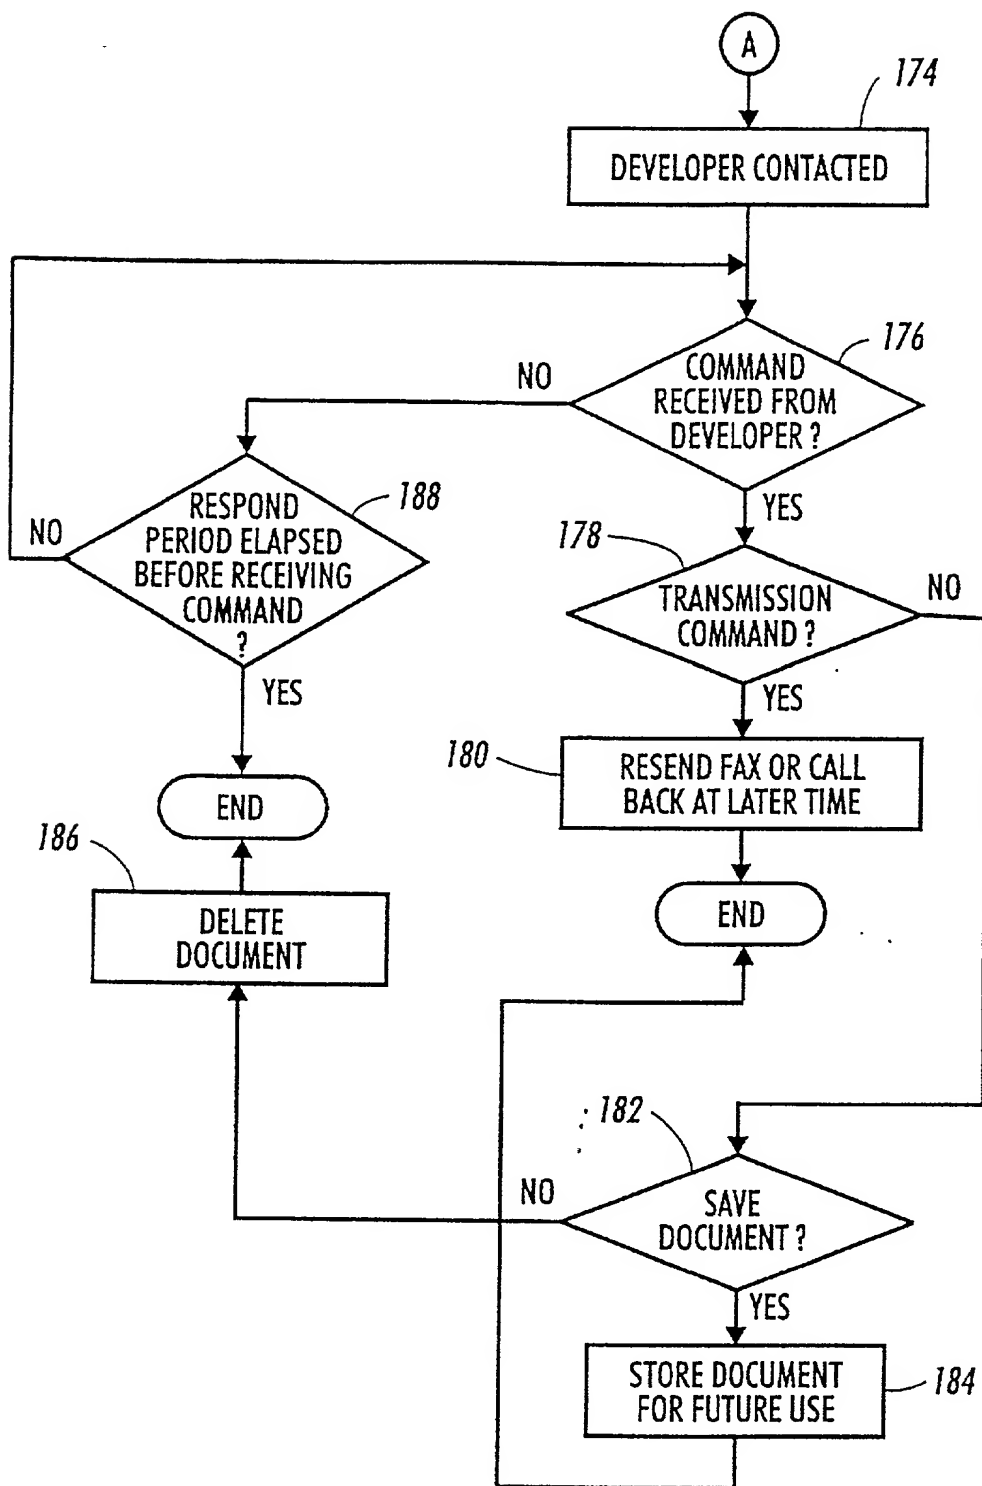 A
174
DEVELOPER CONTACTED
176
COMMAND
RECEIVED FROM
DEVELOPER ?
NO
YES
188
RESPOND
PERIOD ELAPSED
BEFORE RECEIVING
COMMAND
?
NO
YES
178
TRANSMISSION
COMMAND ?
NO
YES
180
RESEND FAX OR CALL
BACK AT LATER TIME
END
END
186
DELETE
DOCUMENT
182
SAVE
DOCUMENT ?
NO
YES
STORE DOCUMENT
FOR FUTURE USE
184